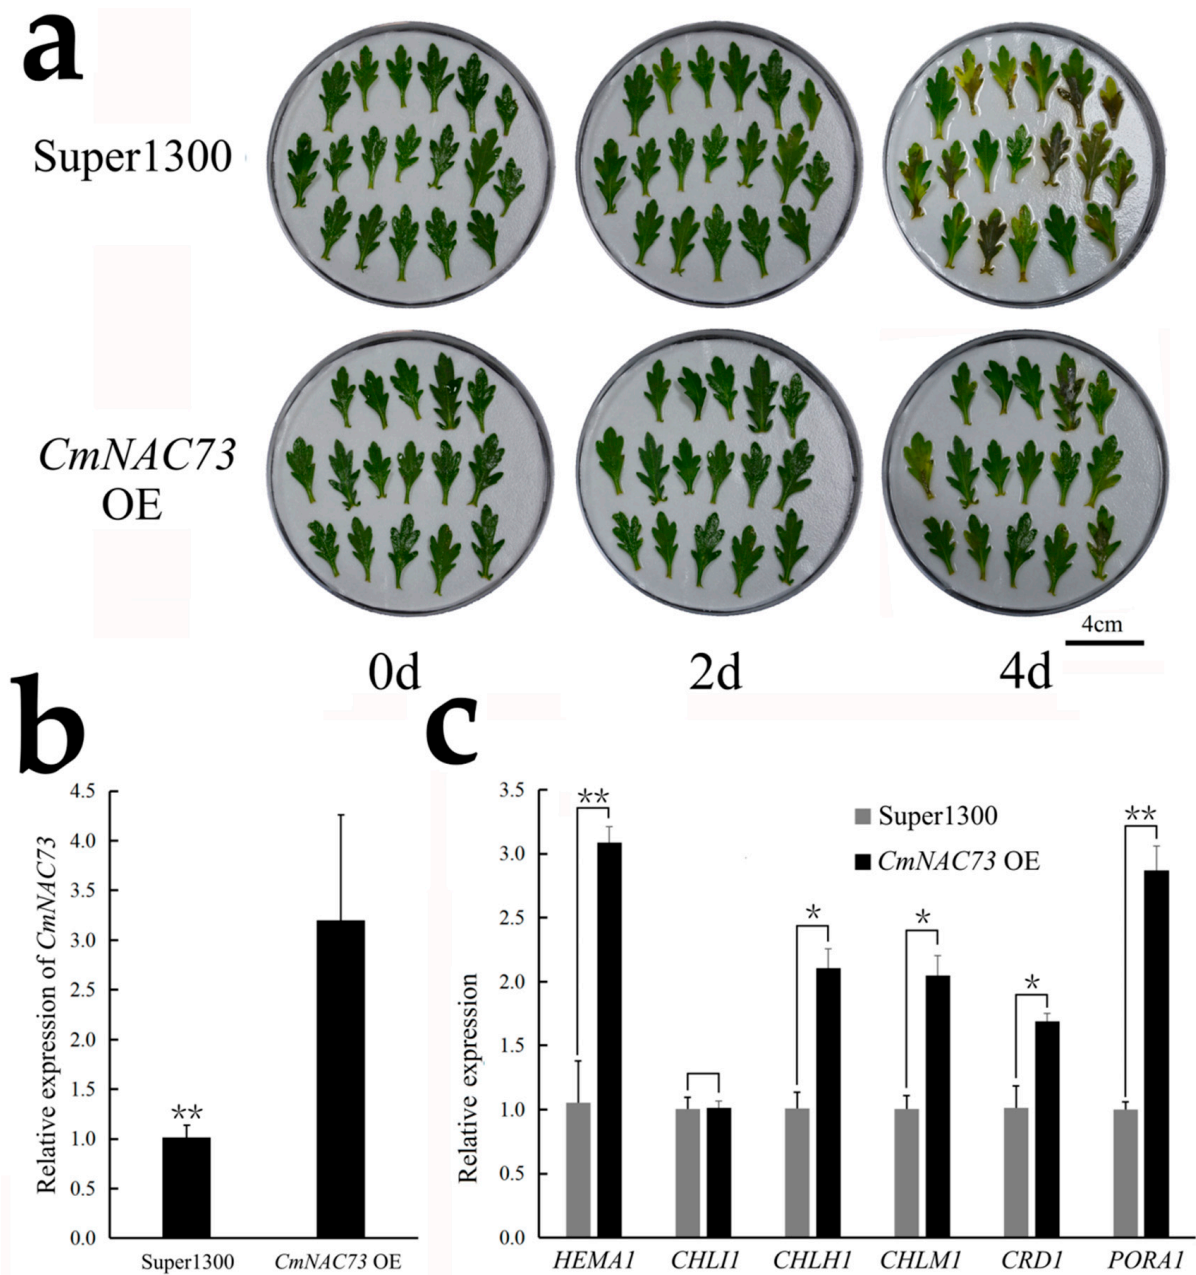 a
Super1300
CmNAC73
OE
4cm
0d
2d
4d
b
Relative expression of CmNAC73
4.5
4.0
3.5
3.0
2.5
2.0
1.5
1.0
0.5
0.0
**
Super1300
CmNAC73 OE
c
Relative expression
3.5
3.0
2.5
2.0
1.5
1.0
0.5
0.0
Super1300
CmNAC73 OE
**
*
*
*
**
HEMA1
CHLI1
CHLH1
CHLM1
CRD1
PORA1